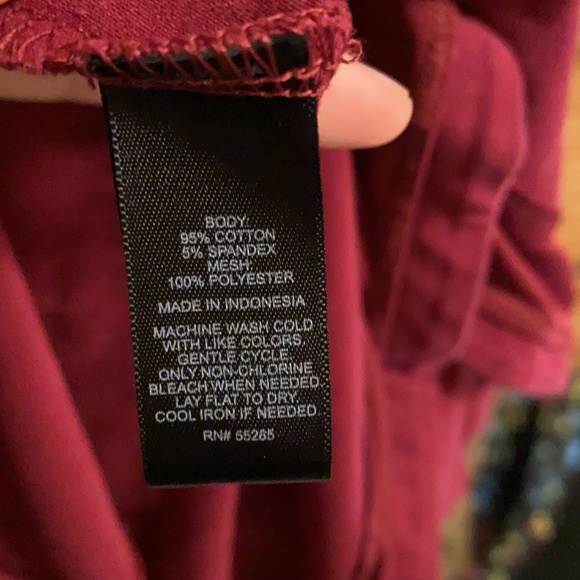 BODY:
95% COTTON
5% SPANDEX
MESH:
100% POLYESTER
MADE IN INDONESIA
MACHINE WASH COLD
WITH LIKE COLORS.
GENTLE CYCLE.
ONLY NON-CHLORINE
BLEACH WHEN NEEDED.
LAY FLAT TO DRY.
COOL IRON IF NEEDED.
RN# 55285